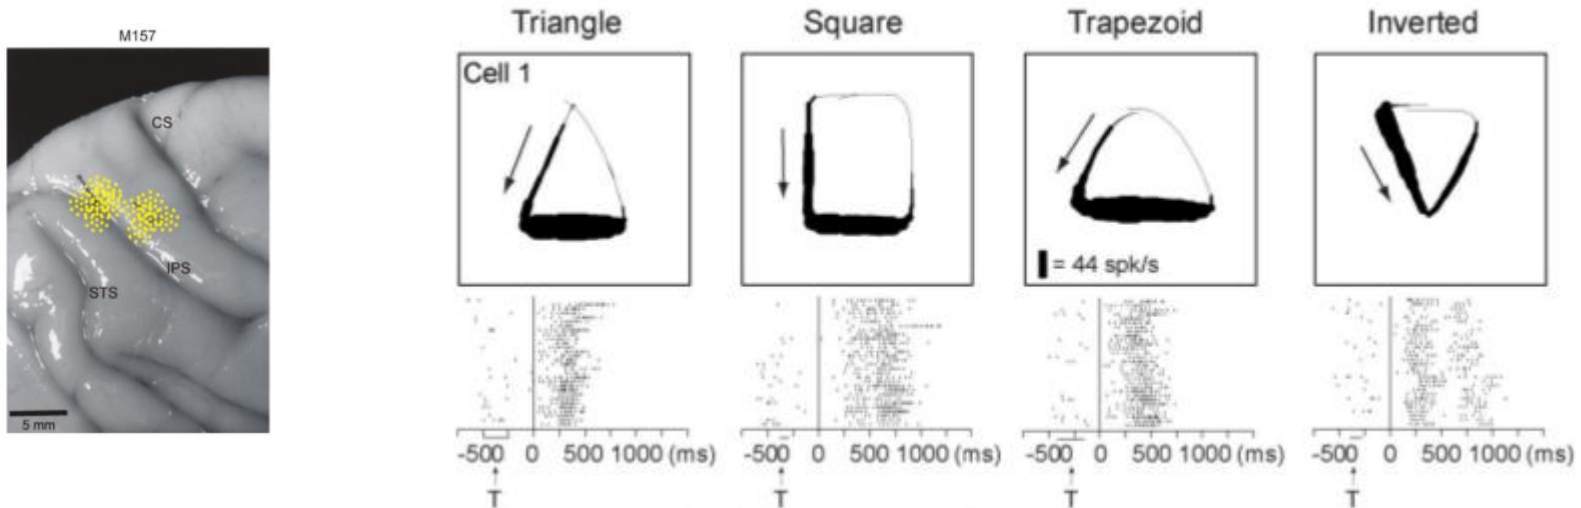 M157
CS
IPS
STS
5 mm
Triangle
Square
Trapezoid
Inverted
Cell 1
= 44 spk/s
-500 0 500 1000 (ms)
-500 0 500 1000 (ms)
-500 0 500 1000 (ms)
-500 0 500 1000 (ms)
T
T
T
T